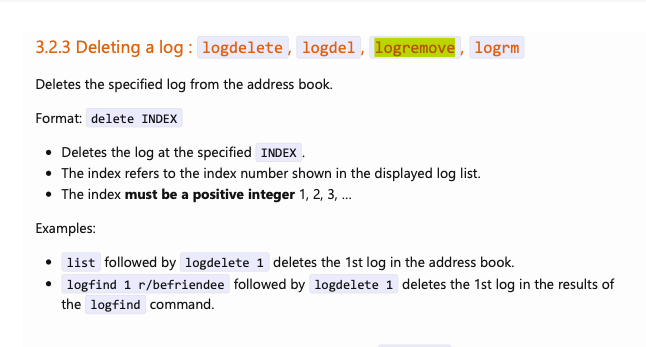 3.2.3 Deleting a log : logdelete, logdel, logremove, logrm
Deletes the specified log from the address book.
Format: delete INDEX
• Deletes the log at the specified INDEX.
• The index refers to the index number shown in the displayed log list.
• The index must be a positive integer 1, 2, 3, …
Examples:
• list followed by logdelete 1 deletes the 1st log in the address book.
• logfind 1 r/befriendee followed by logdelete 1 deletes the 1st log in the results of
the logfind command.